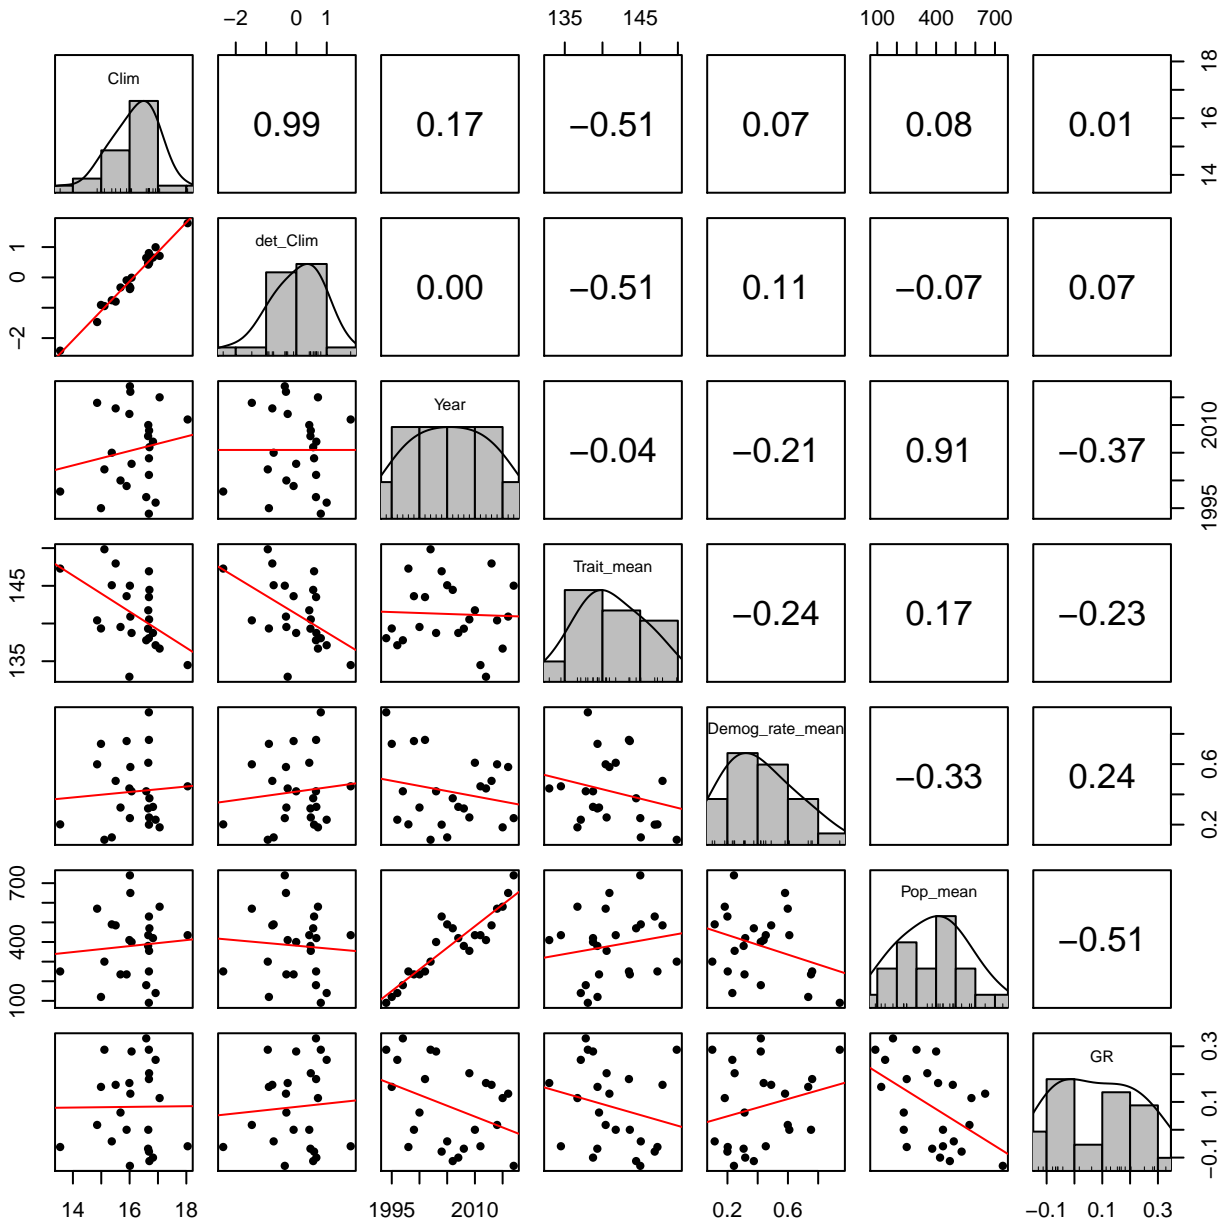 −2 0 1 135 145 100 400 700
Clim 0.99 0.17 −0.51 0.07 0.08 0.01 14 16 18
−2 0 1 det_Clim 0.00 −0.51 0.11 −0.07 0.07
Year −0.04 −0.21 0.91 −0.37 1995 2010
135 145 Trait_mean −0.24 0.17 −0.23
Demog_rate_mean −0.33 0.24 0.2 0.6
100 400 700 Pop_mean −0.51
GR −0.1 0.1 0.3
14 16 18 1995 2010 0.2 0.6 −0.1 0.1 0.3